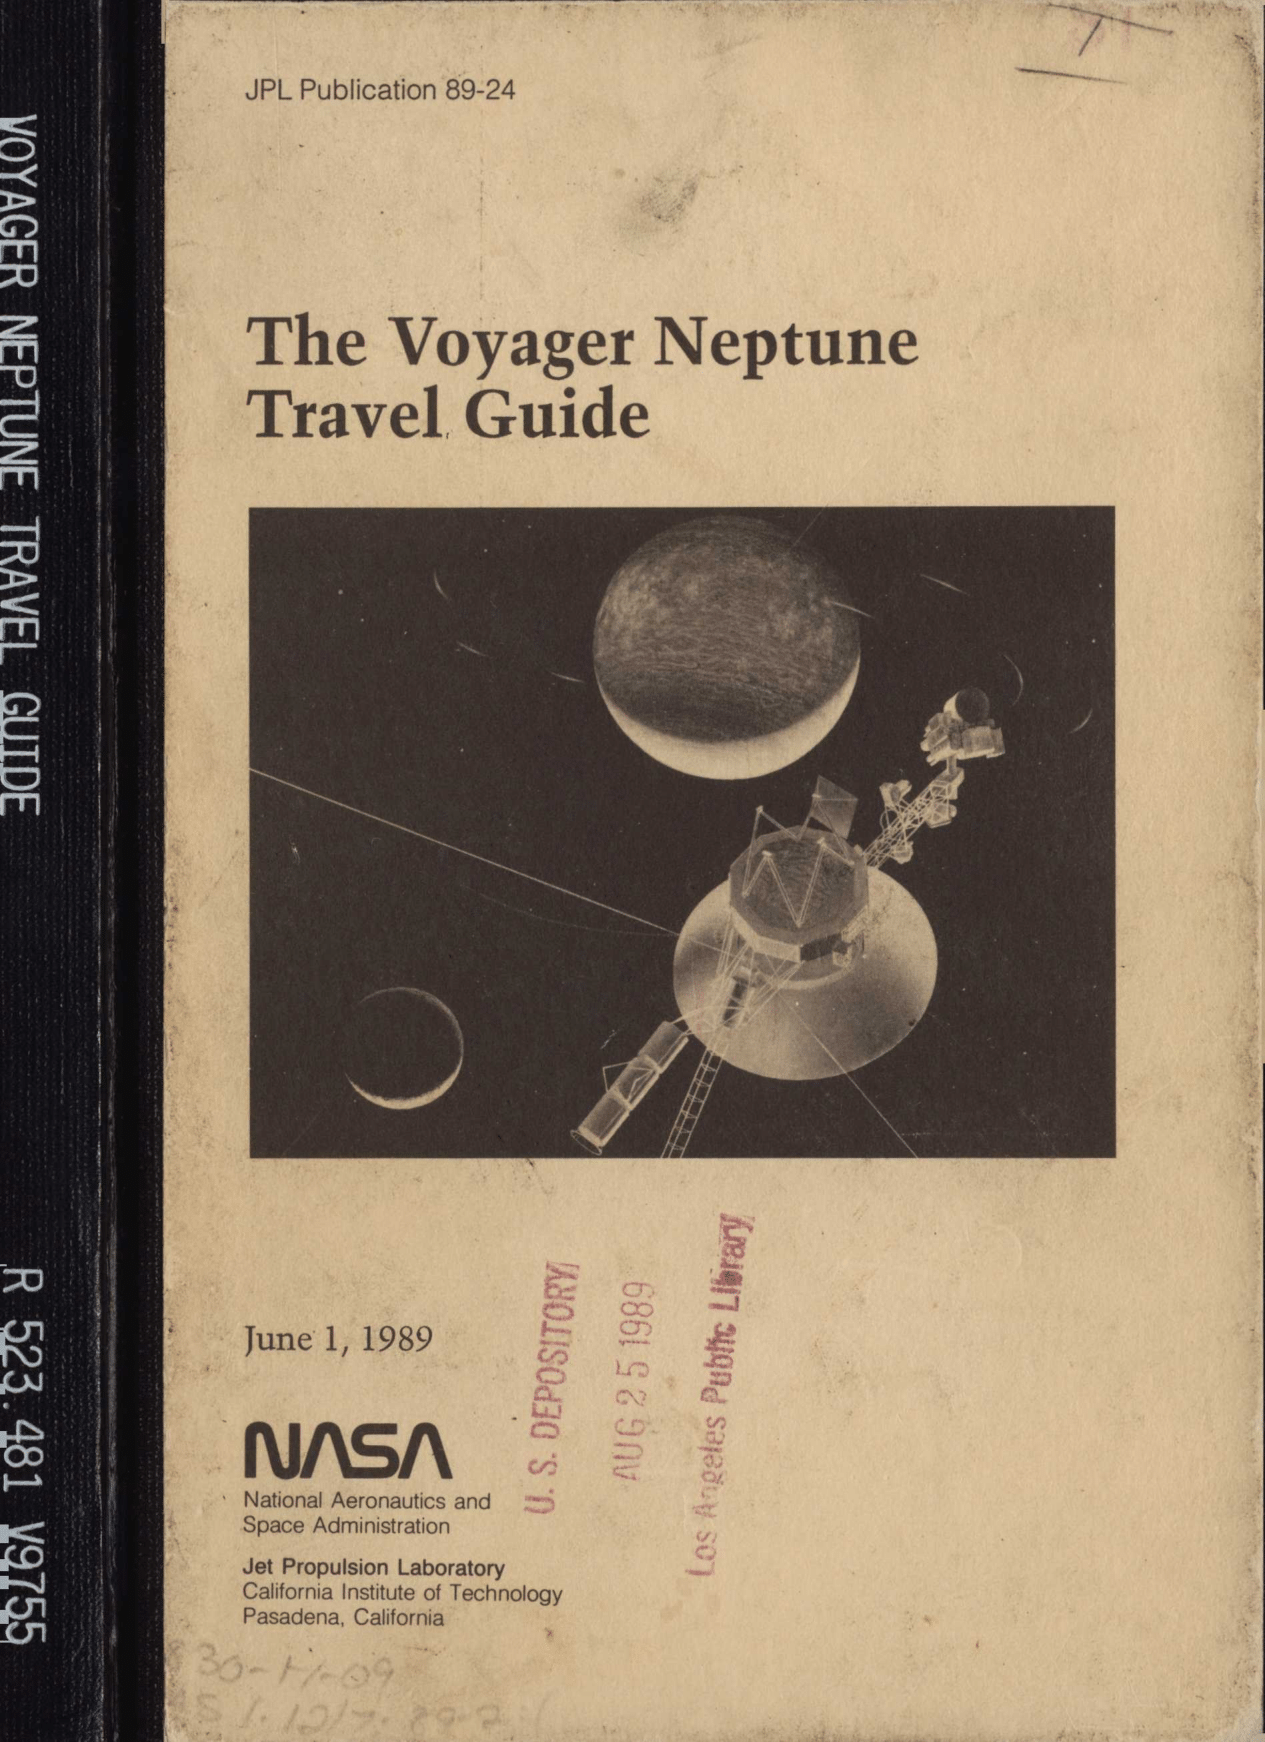 VOYAGER NEPTUNE TRAVEL GUIDE
R 523.481 V9755
JPL Publication 89-24
The Voyager Neptune
Travel Guide
June 1, 1989
NASA
National Aeronautics and
Space Administration
Jet Propulsion Laboratory
California Institute of Technology
Pasadena, California
U. S. DEPOSITORY
AUG 25 1989
Los Angeles Public Library